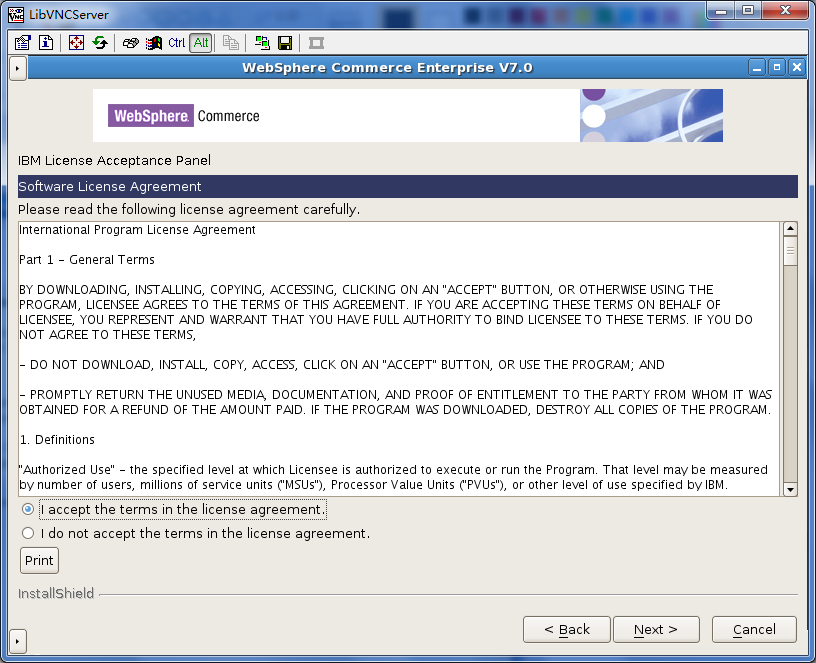 LibVNCServer
Ctrl Alt
WebSphere Commerce Enterprise V7.0
WebSphere. Commerce
IBM License Acceptance Panel
Software License Agreement
Please read the following license agreement carefully.
International Program License Agreement
Part 1 - General Terms
BY DOWNLOADING, INSTALLING, COPYING, ACCESSING, CLICKING ON AN "ACCEPT" BUTTON, OR OTHERWISE USING THE
PROGRAM, LICENSEE AGREES TO THE TERMS OF THIS AGREEMENT. IF YOU ARE ACCEPTING THESE TERMS ON BEHALF OF
LICENSEE, YOU REPRESENT AND WARRANT THAT YOU HAVE FULL AUTHORITY TO BIND LICENSEE TO THESE TERMS. IF YOU DO
NOT AGREE TO THESE TERMS,
- DO NOT DOWNLOAD, INSTALL, COPY, ACCESS, CLICK ON AN "ACCEPT" BUTTON, OR USE THE PROGRAM; AND
- PROMPTLY RETURN THE UNUSED MEDIA, DOCUMENTATION, AND PROOF OF ENTITLEMENT TO THE PARTY FROM WHOM IT WAS
OBTAINED FOR A REFUND OF THE AMOUNT PAID. IF THE PROGRAM WAS DOWNLOADED, DESTROY ALL COPIES OF THE PROGRAM.
1. Definitions
"Authorized Use" - the specified level at which Licensee is authorized to execute or run the Program. That level may be measured
by number of users, millions of service units ("MSUs"), Processor Value Units ("PVUs"), or other level of use specified by IBM.
I accept the terms in the license agreement.
I do not accept the terms in the license agreement.
Print
InstallShield
< Back Next > Cancel